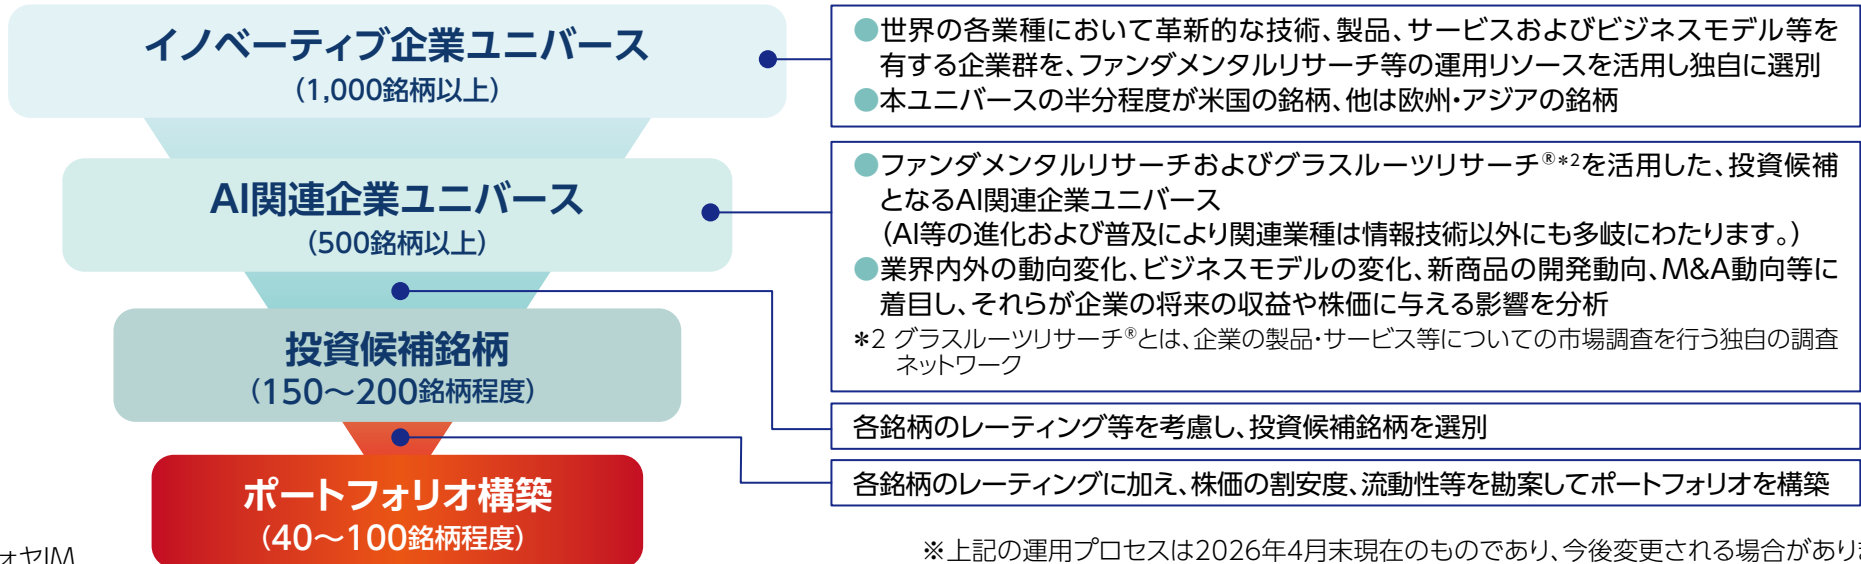 イノベーティブ企業ユニバース
(1,000銘柄以上)
●世界の各業種において革新的な技術、製品、サービスおよびビジネスモデル等を
有する企業群を、ファンダメンタルリサーチ等の運用リソースを活用し独自に選別
●本ユニバースの半分程度が米国の銘柄、他は欧州・アジアの銘柄
AI関連企業ユニバース
(500銘柄以上)
●ファンダメンタルリサーチおよびグラスルーツリサーチ®*2を活用した、投資候補
となるAI関連企業ユニバース
(AI等の進化および普及により関連業種は情報技術以外にも多岐にわたります。)
●業界内外の動向変化、ビジネスモデルの変化、新商品の開発動向、M&A動向等に
着目し、それらが企業の将来の収益や株価に与える影響を分析
*2 グラスルーツリサーチ®とは、企業の製品・サービス等についての市場調査を行う独自の調査
ネットワーク
投資候補銘柄
(150〜200銘柄程度)
各銘柄のレーティング等を考慮し、投資候補銘柄を選別
ポートフォリオ構築
(40〜100銘柄程度)
各銘柄のレーティングに加え、株価の割安度、流動性等を勘案してポートフォリオを構築
ォヤIM
※上記の運用プロセスは2026年4月末現在のものであり、今後変更される場合があり